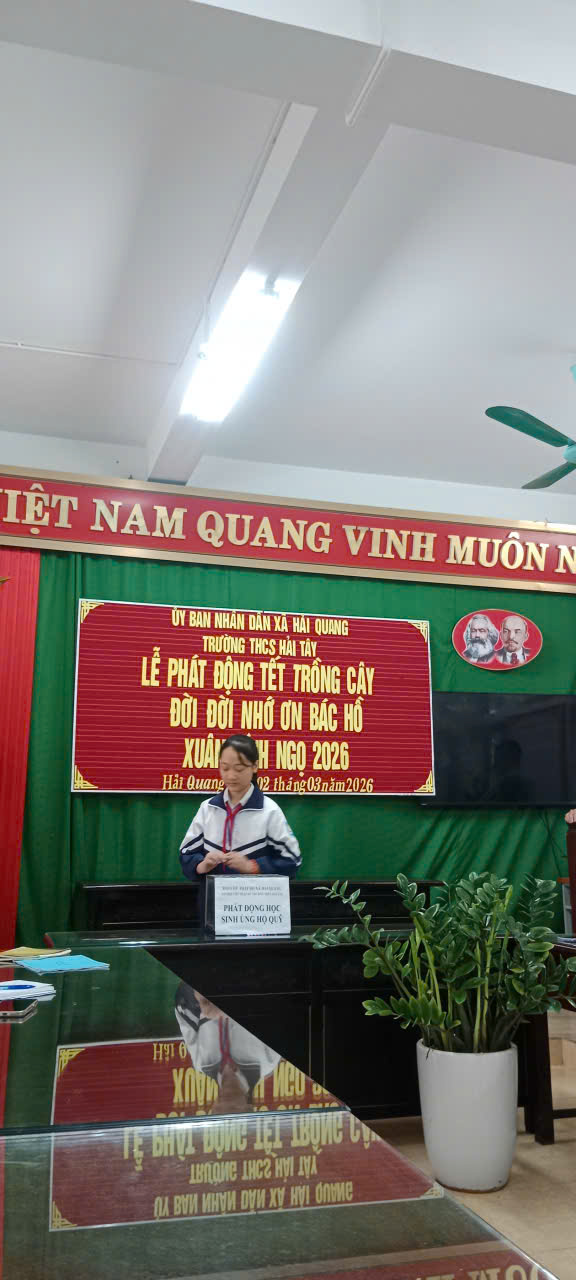 VIỆT NAM QUANG VINH MUÔN N
ỦY BAN NHÂN DÂN XÃ HẢI QUANG
TRƯỜNG THCS HẢI TÂY
LỄ PHÁT ĐỘNG TẾT TRỒNG CÂY
ĐỜI ĐỜI NHỚ ƠN BÁC HỒ
XUÂN NGỌ 2026
Hải Quang 02 tháng 03 năm 2026
PHÁT ĐỘNG HỌC
SINH ỦNG HỘ QUỸ